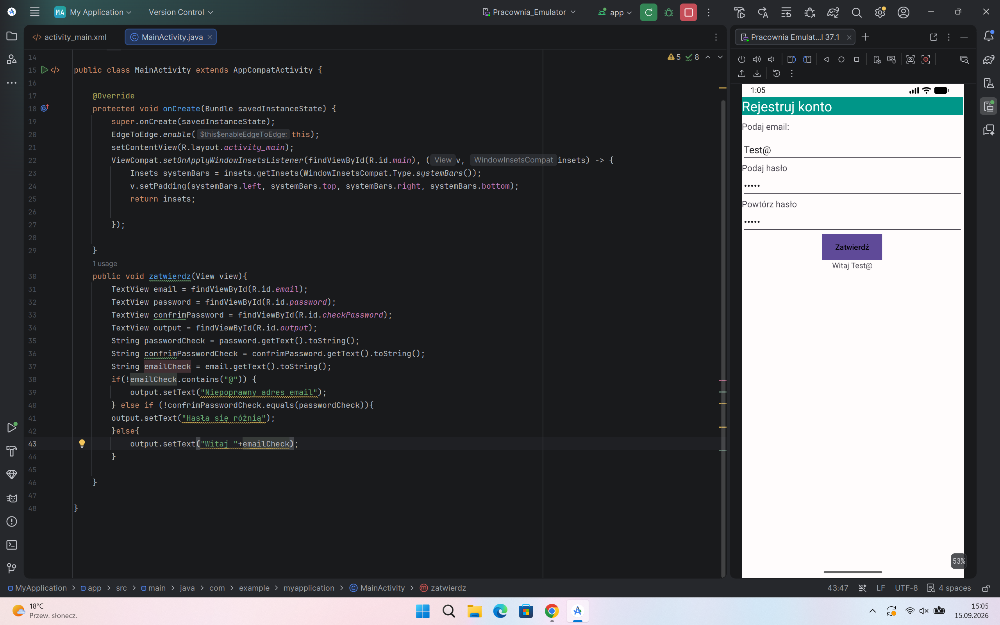 MA My Application Version Control Pracownia_Emulator app
activity_main.xml MainActivity.java Pracownia Emulat...l 37.1
5 8
14
15 public class MainActivity extends AppCompatActivity {
16
17 @Override
18 protected void onCreate(Bundle savedInstanceState) {
19 super.onCreate(savedInstanceState);
20 EdgeToEdge.enable( $this$enableEdgeToEdge: this);
21 setContentView(R.layout.activity_main);
22 ViewCompat.setOnApplyWindowInsetsListener(findViewById(R.id.main), ( View v, WindowInsetsCompat insets) -> {
23 Insets systemBars = insets.getInsets(WindowInsetsCompat.Type.systemBars());
24 v.setPadding(systemBars.left, systemBars.top, systemBars.right, systemBars.bottom);
25 return insets;
26
27 });
28
29 }
1 usage
30 public void zatwierdz(View view){
31 TextView email = findViewById(R.id.email);
32 TextView password = findViewById(R.id.password);
33 TextView confrimPassword = findViewById(R.id.checkPassword);
34 TextView output = findViewById(R.id.output);
35 String passwordCheck = password.getText().toString();
36 String confrimPasswordCheck = confrimPassword.getText().toString();
37 String emailCheck = email.getText().toString();
38 if(!emailCheck.contains("@")) {
39 output.setText("Niepoprawny adres email");
40 } else if (!confrimPasswordCheck.equals(passwordCheck)){
41 output.setText("Hasła się różnią");
42 }else{
43 output.setText("Witaj "+emailCheck);
44 }
45
46 }
47
48 }
1:05
Rejestruj konto
Podaj email:
Test@
Podaj hasło
•••••
Powtórz hasło
•••••
Zatwierdź
Witaj Test@
53%
MyApplication > app > src > main > java > com > example > myapplication > MainActivity > zatwierdz 43:47 LF UTF-8 4 spaces
18°C
Przew. słonecz.
15:05
15.09.2026